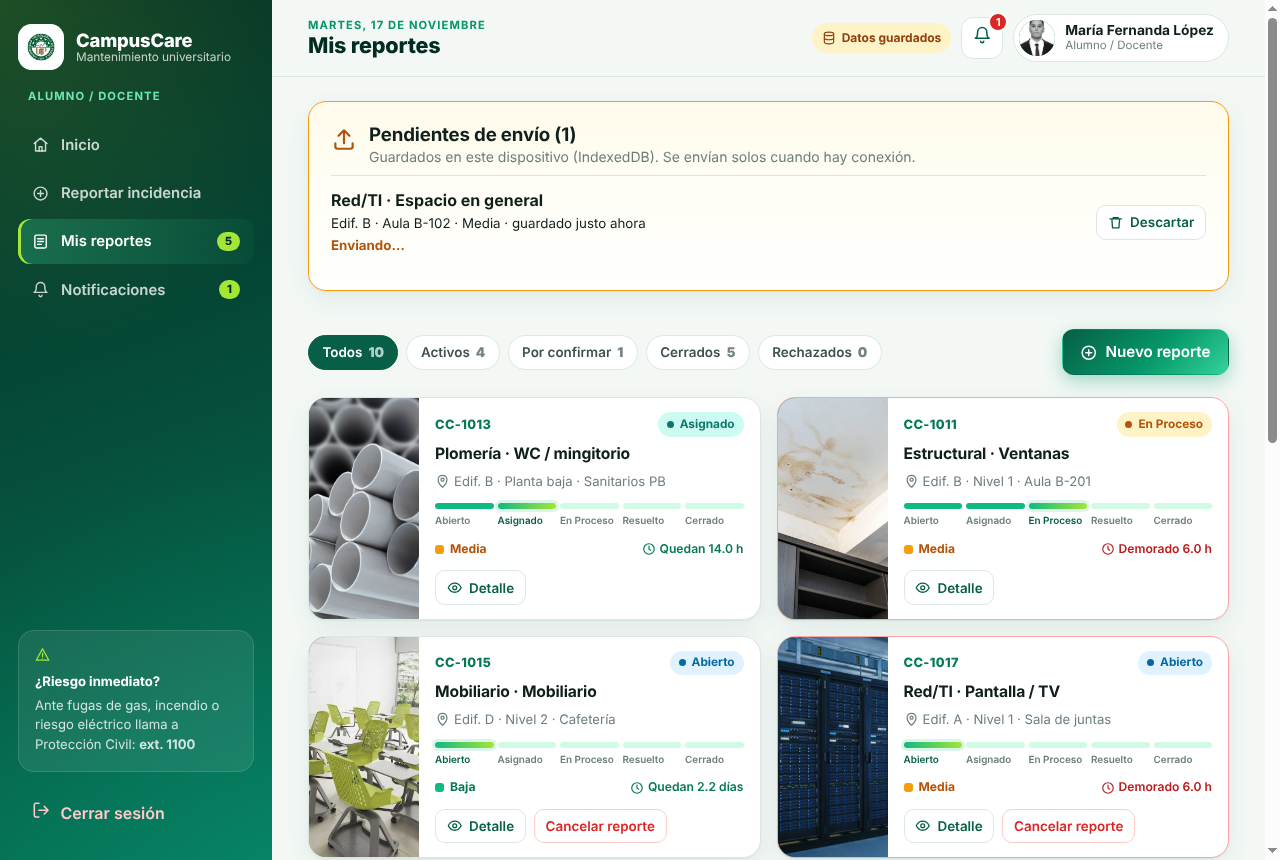 CampusCare
Mantenimiento universitario
ALUMNO / DOCENTE
Inicio
Reportar incidencia
Mis reportes 5
Notificaciones 1
¿Riesgo inmediato?
Ante fugas de gas, incendio o
riesgo eléctrico llama a
Protección Civil: ext. 1100
Cerrar sesión
MARTES, 17 DE NOVIEMBRE
Mis reportes
Datos guardados
1
María Fernanda López
Alumno / Docente
Pendientes de envío (1)
Guardados en este dispositivo (IndexedDB). Se envían solos cuando hay conexión.
Red/TI · Espacio en general
Edif. B · Aula B-102 · Media · guardado justo ahora
Enviando...
Descartar
Todos 10
Activos 4
Por confirmar 1
Cerrados 5
Rechazados 0
Nuevo reporte
CC-1013
Asignado
Plomería · WC / mingitorio
Edif. B · Planta baja · Sanitarios PB
Abierto Asignado En Proceso Resuelto Cerrado
Media
Quedan 14.0 h
Detalle
CC-1011
En Proceso
Estructural · Ventanas
Edif. B · Nivel 1 · Aula B-201
Abierto Asignado En Proceso Resuelto Cerrado
Media
Demorado 6.0 h
Detalle
CC-1015
Abierto
Mobiliario · Mobiliario
Edif. D · Nivel 2 · Cafetería
Abierto Asignado En Proceso Resuelto Cerrado
Baja
Quedan 2.2 días
Detalle
Cancelar reporte
CC-1017
Abierto
Red/TI · Pantalla / TV
Edif. A · Nivel 1 · Sala de juntas
Abierto Asignado En Proceso Resuelto Cerrado
Media
Demorado 6.0 h
Detalle
Cancelar reporte